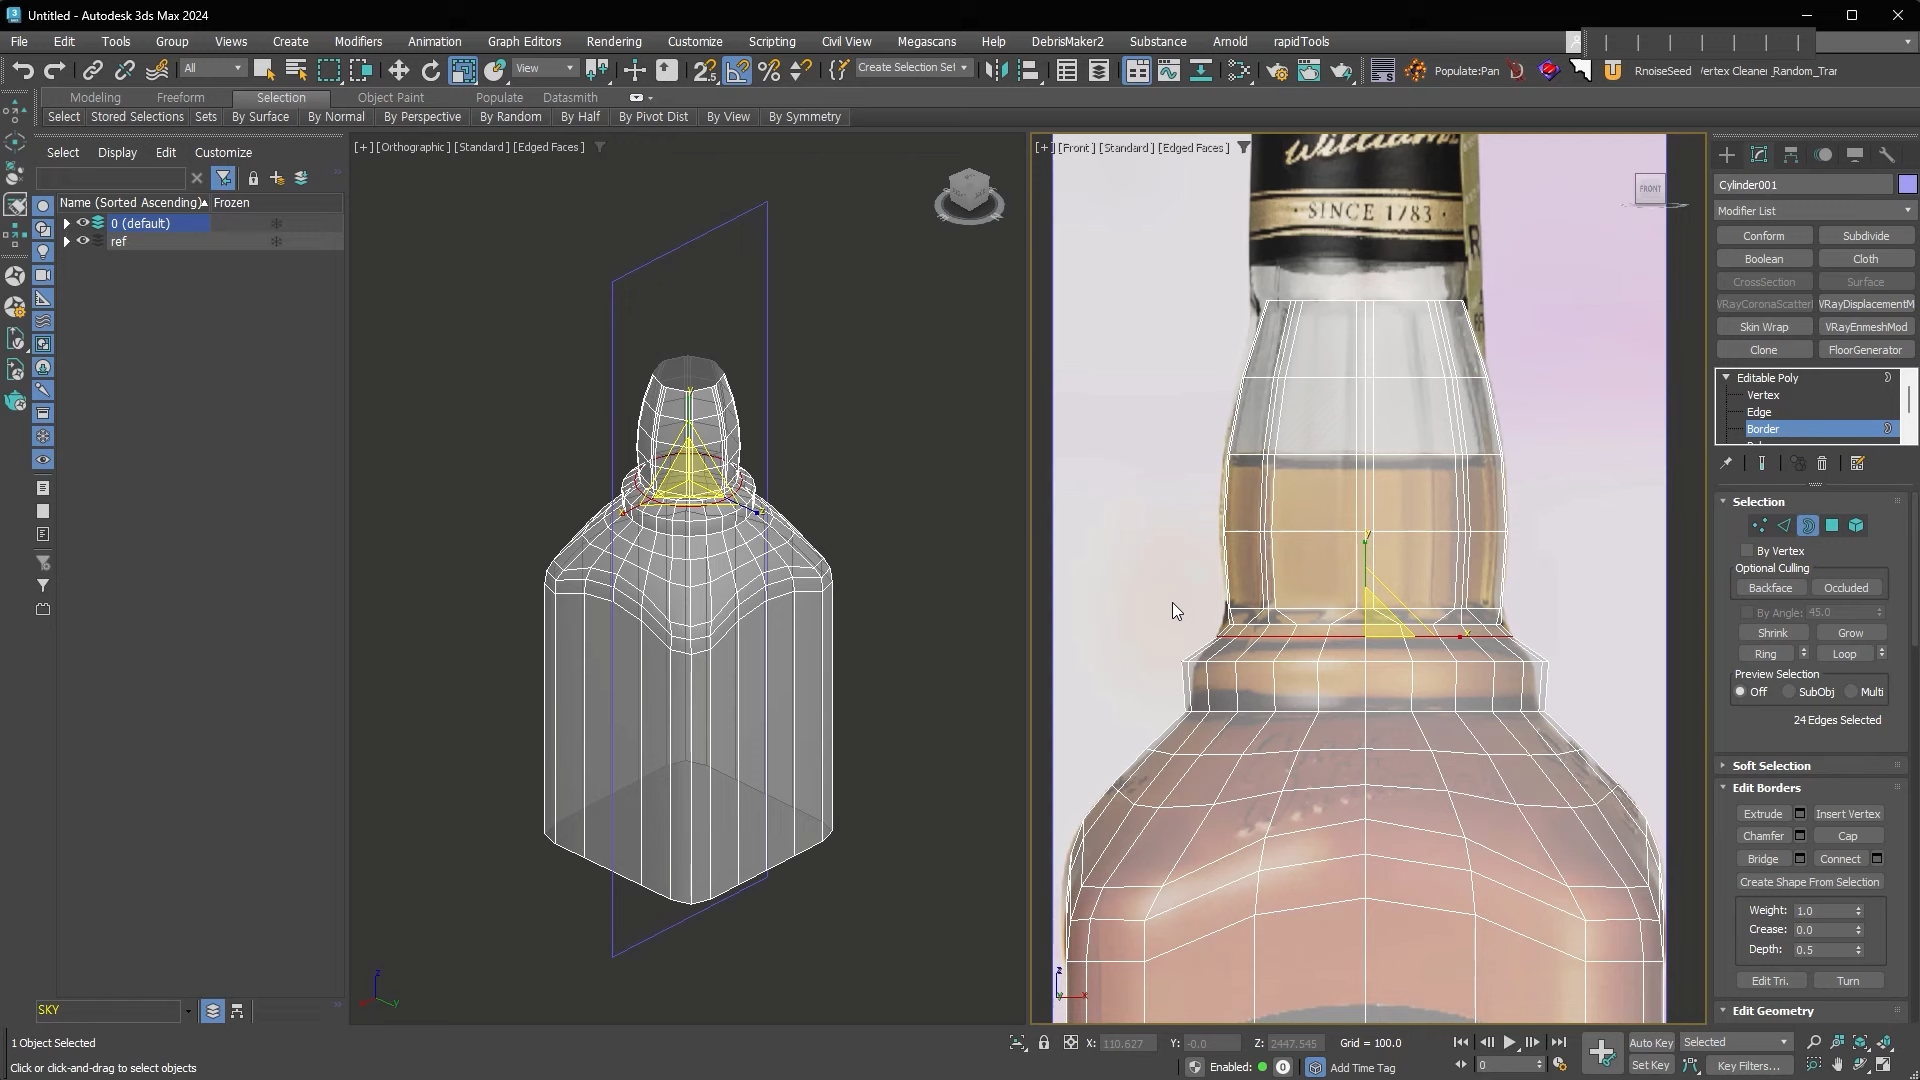 Untitled - Autodesk 3ds Max 2024
File Edit Tools Group Views Create Modifiers Animation Graph Editors Rendering Customize Scripting Civil View Megascans Help DebrisMaker2 Substance Arnold rapidTools
All View Create Selection Set Populate:Pan RnoiseSeed /ertex Cleaner _Random_Trar
Modeling Freeform Selection Object Paint Populate Datasmith
Select Stored Selections Sets By Surface By Normal By Perspective By Random By Half By Pivot Dist By View By Symmetry
Select Display Edit Customize
Name (Sorted Ascending) Frozen
0 (default)
ref
SKY
[+] [Orthographic] [Standard] [Edged Faces]
[+] [Front] [Standard] [Edged Faces]
FRONT
Williams
· SINCE 1783 ·
Cylinder001
Modifier List
Conform Subdivide
Boolean Cloth
CrossSection Surface
VRayCoronaScatterI VRayDisplacementM
Skin Wrap VRayEnmeshMod
Clone FloorGenerator
Editable Poly
Vertex
Edge
Border
Selection
By Vertex
Optional Culling
Backface Occluded
By Angle: 45.0
Shrink Grow
Ring Loop
Preview Selection
Off SubObj Multi
24 Edges Selected
Soft Selection
Edit Borders
Extrude Insert Vertex
Chamfer Cap
Bridge Connect
Create Shape From Selection
Weight: 1.0
Crease: 0.0
Depth: 0.5
Edit Tri. Turn
Edit Geometry
1 Object Selected
Click or click-and-drag to select objects
X: 110.627 Y: -0.0 Z: 2447.545 Grid = 100.0
Enabled: 0 Add Time Tag
0
Auto Key Selected
Set Key Key Filters...